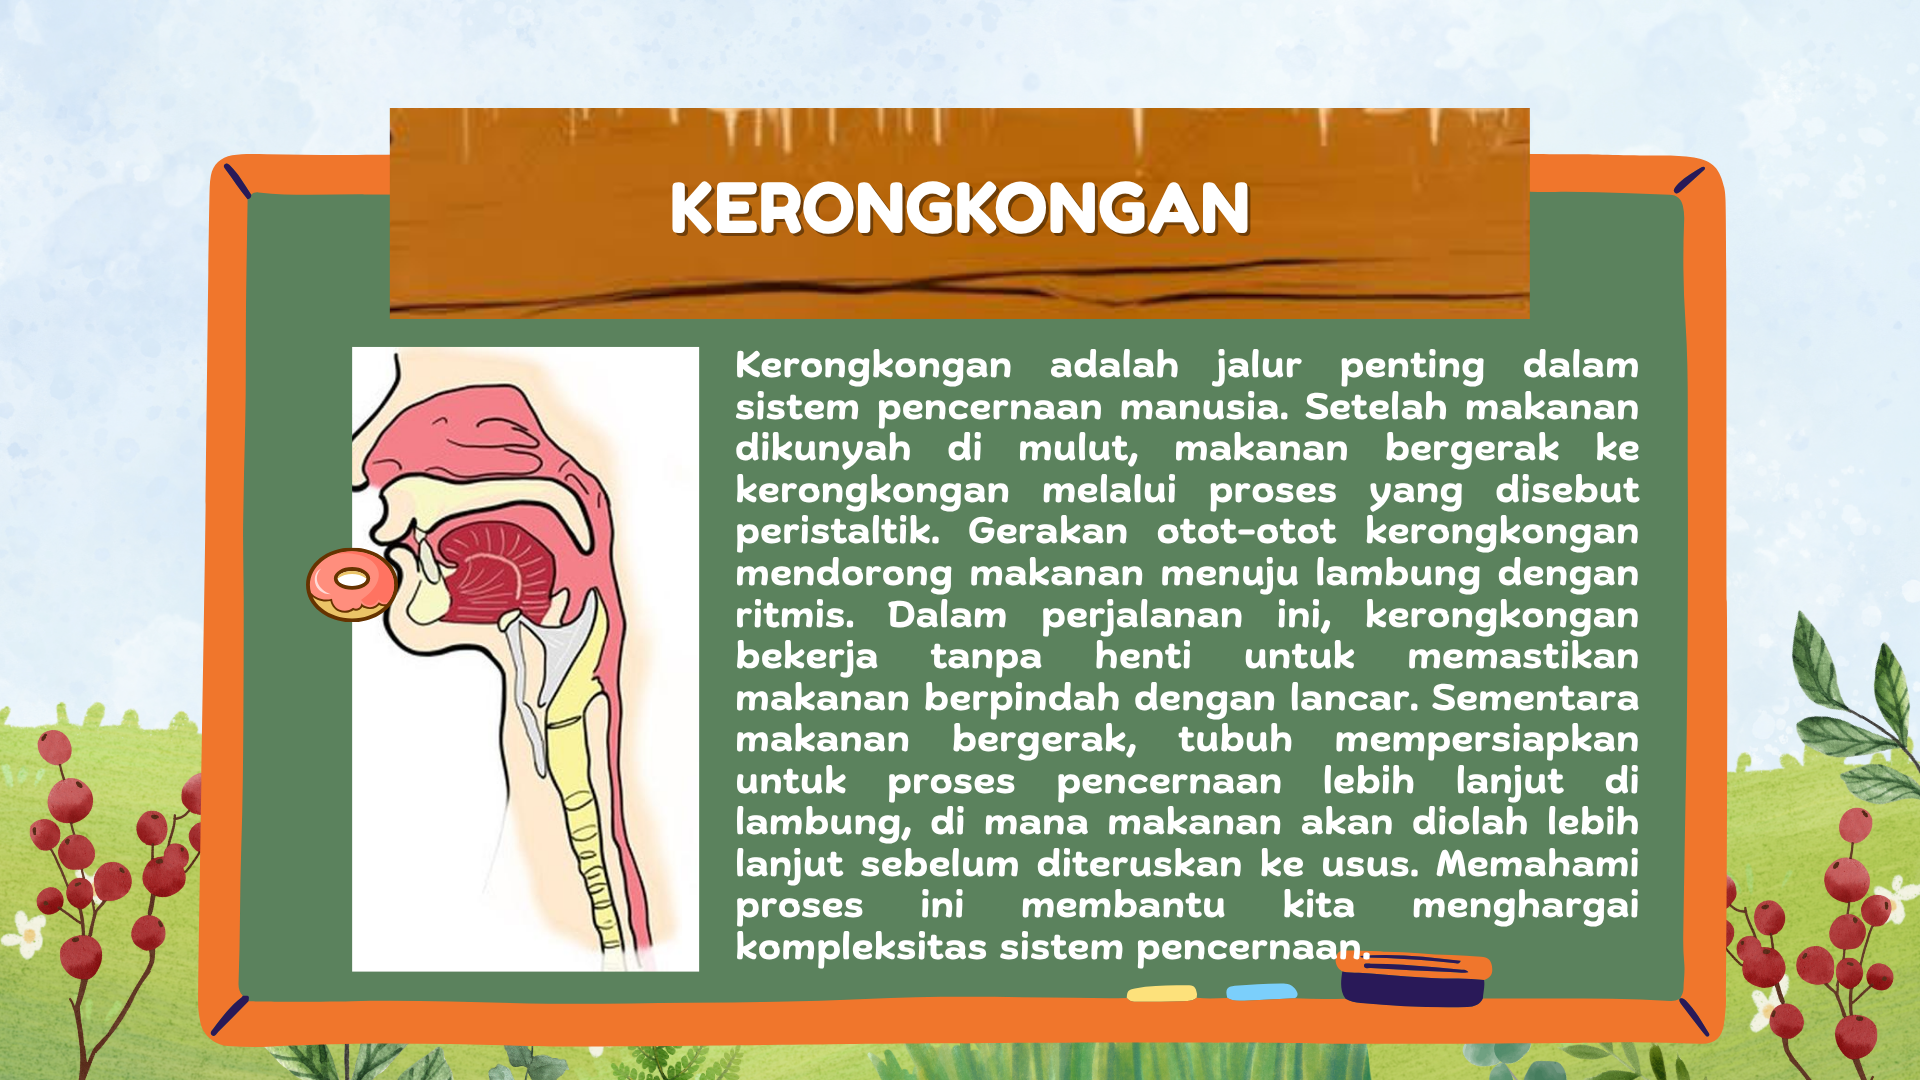 KERONGKONGAN
Kerongkongan adalah jalur penting dalam
sistem pencernaan manusia. Setelah makanan
dikunyah di mulut, makanan bergerak ke
kerongkongan melalui proses yang disebut
peristaltik. Gerakan otot-otot kerongkongan
mendorong makanan menuju lambung dengan
ritmis. Dalam perjalanan ini, kerongkongan
bekerja tanpa henti untuk memastikan
makanan berpindah dengan lancar. Sementara
makanan bergerak, tubuh mempersiapkan
untuk proses pencernaan lebih lanjut di
lambung, di mana makanan akan diolah lebih
lanjut sebelum diteruskan ke usus. Memahami
proses ini membantu kita menghargai
kompleksitas sistem pencernaan.